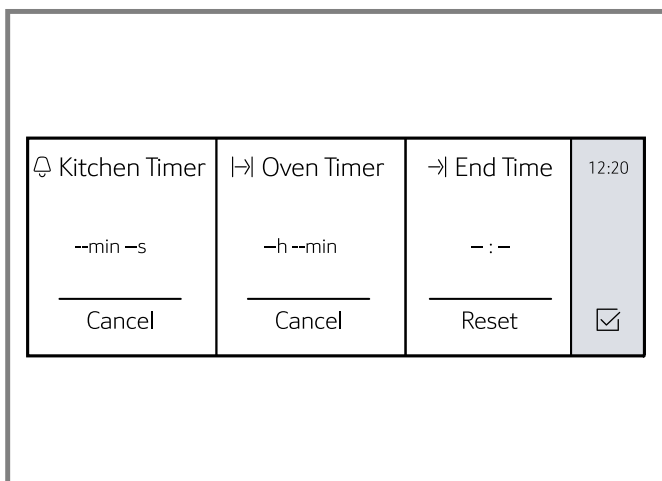 Kitchen Timer
--min –s
Cancel
|→| Oven Timer
–h --min
Cancel
→| End Time
– : –
Reset
12:20